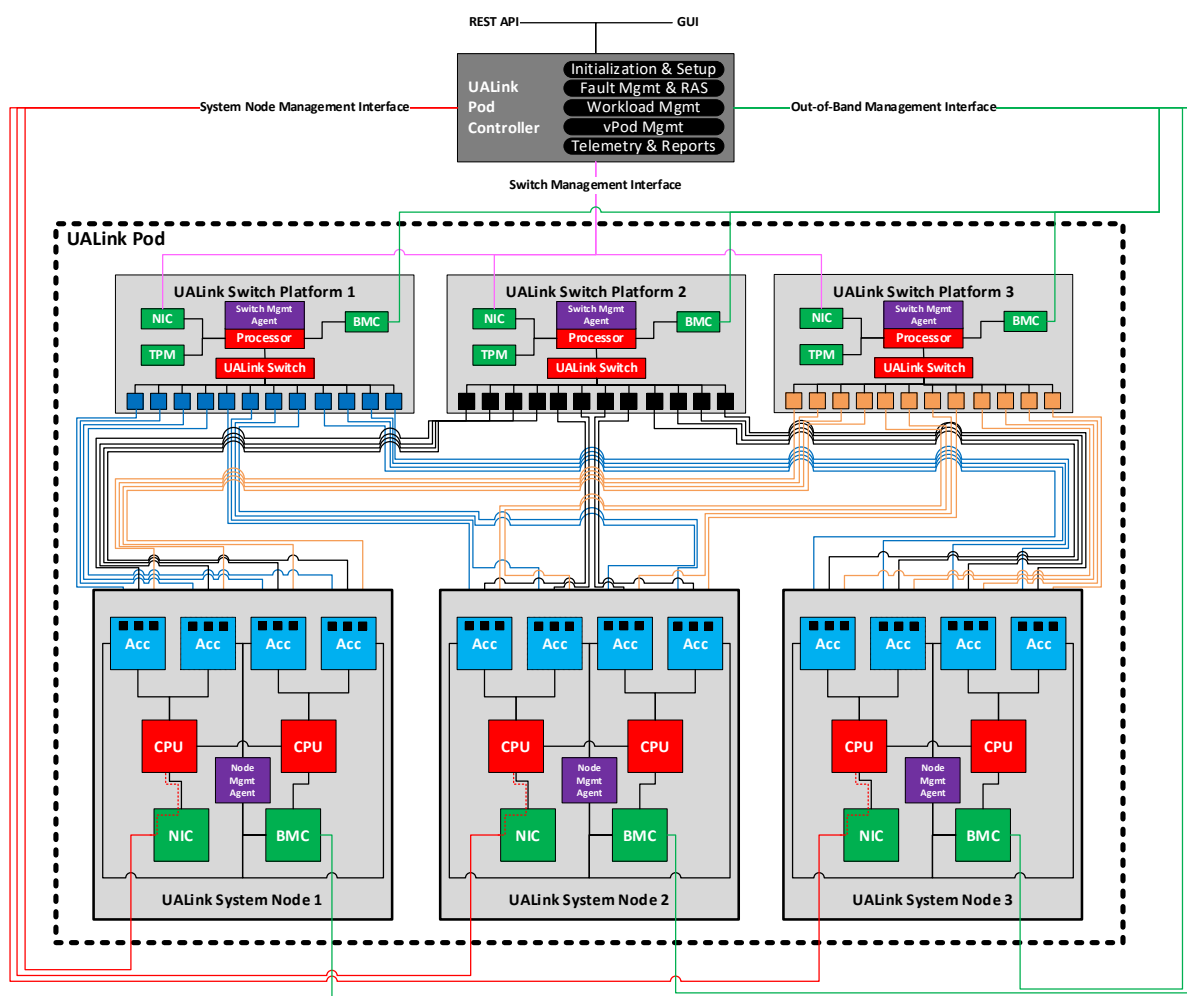 REST API
GUI
UALink
Pod
Controller
Initialization & Setup
Fault Mgmt & RAS
Workload Mgmt
vPod Mgmt
Telemetry & Reports
System Node Management Interface
Out-of-Band Management Interface
Switch Management Interface
UALink Pod
UALink Switch Platform 1
NIC
Switch Mgmt
Agent
BMC
Processor
TPM
UALink Switch
UALink Switch Platform 2
NIC
Switch Mgmt
Agent
BMC
Processor
TPM
UALink Switch
UALink Switch Platform 3
NIC
Switch Mgmt
Agent
BMC
Processor
TPM
UALink Switch
Acc
Acc
Acc
Acc
CPU
CPU
Node
Mgmt
Agent
NIC
BMC
UALink System Node 1
Acc
Acc
Acc
Acc
CPU
CPU
Node
Mgmt
Agent
NIC
BMC
UALink System Node 2
Acc
Acc
Acc
Acc
CPU
CPU
Node
Mgmt
Agent
NIC
BMC
UALink System Node 3